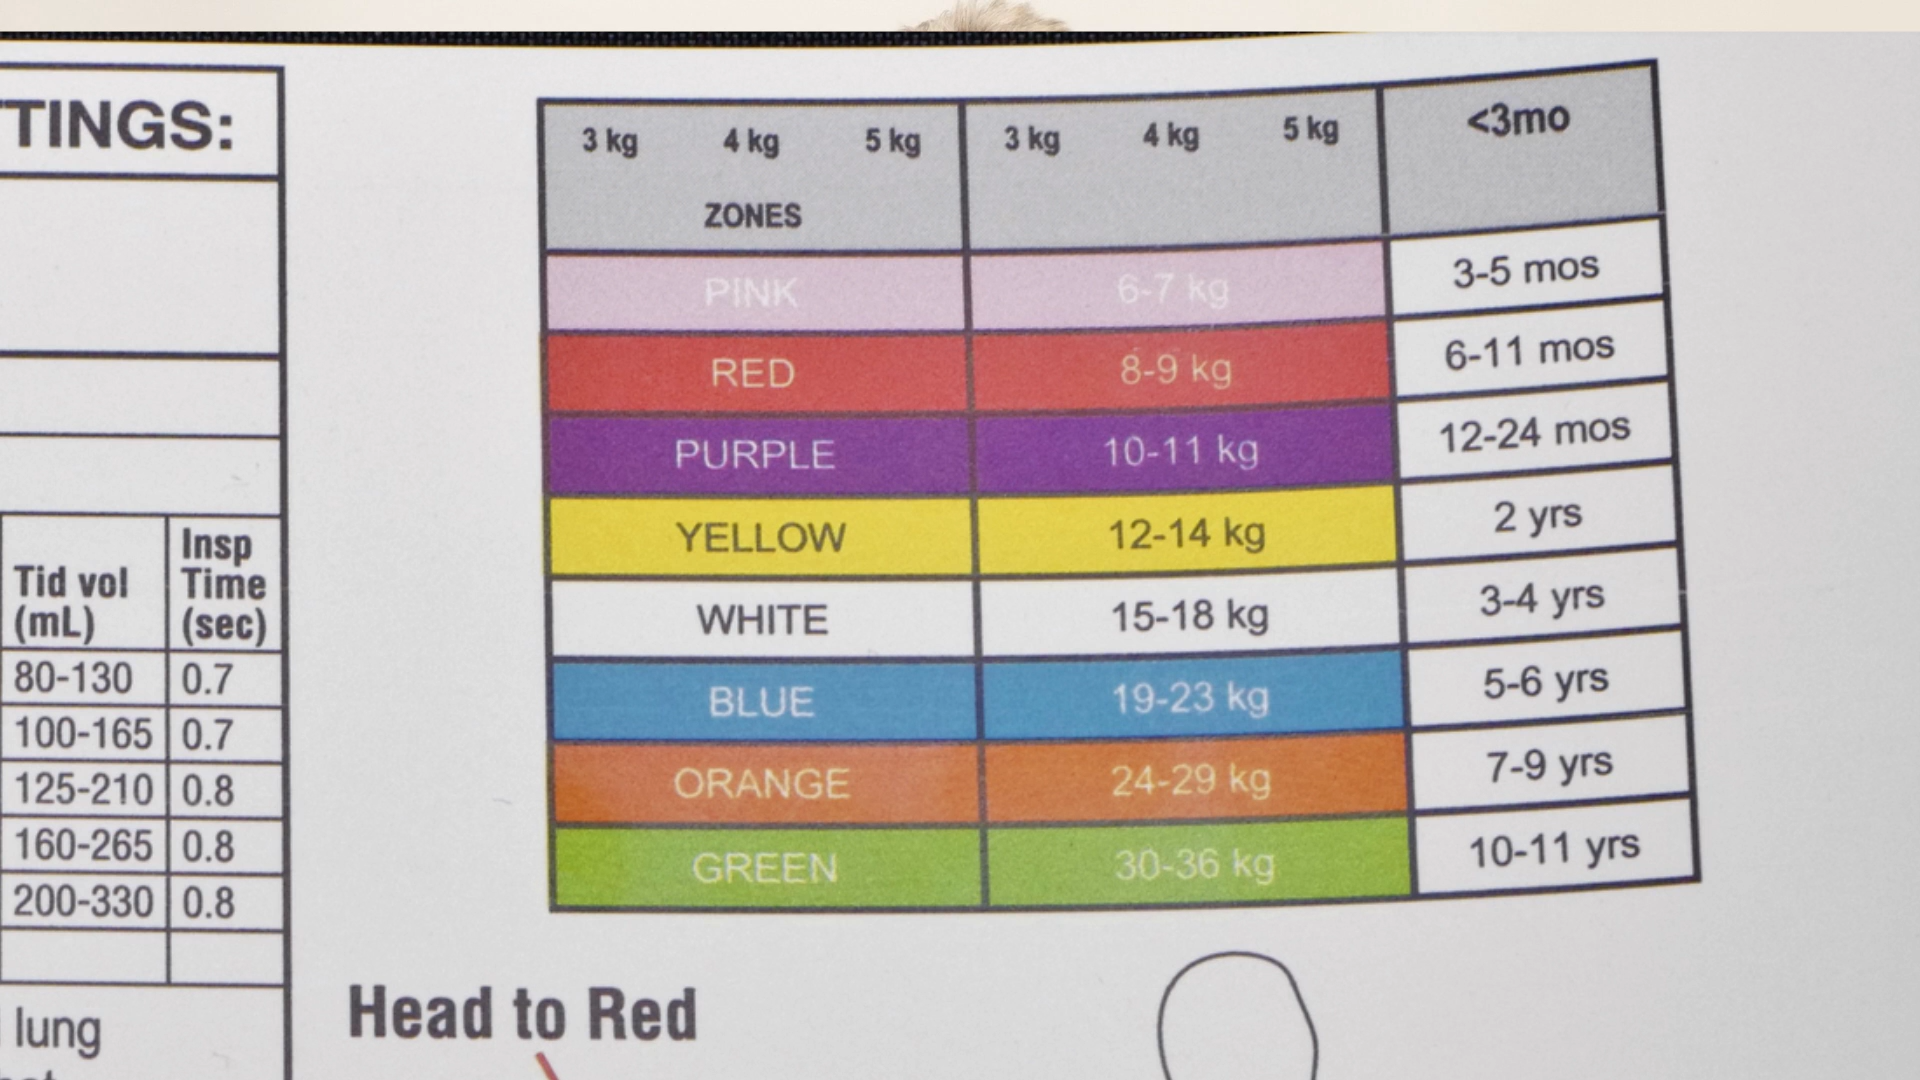 TTINGS:
Tid vol
(mL)
Insp
Time
(sec)
80-130 0.7
100-165 0.7
125-210 0.8
160-265 0.8
200-330 0.8
lung
3 kg 4 kg 5 kg 3 kg 4 kg 5 kg <3mo
ZONES
PINK 6-7 kg 3-5 mos
RED 8-9 kg 6-11 mos
PURPLE 10-11 kg 12-24 mos
YELLOW 12-14 kg 2 yrs
WHITE 15-18 kg 3-4 yrs
BLUE 19-23 kg 5-6 yrs
ORANGE 24-29 kg 7-9 yrs
GREEN 30-36 kg 10-11 yrs
Head to Red